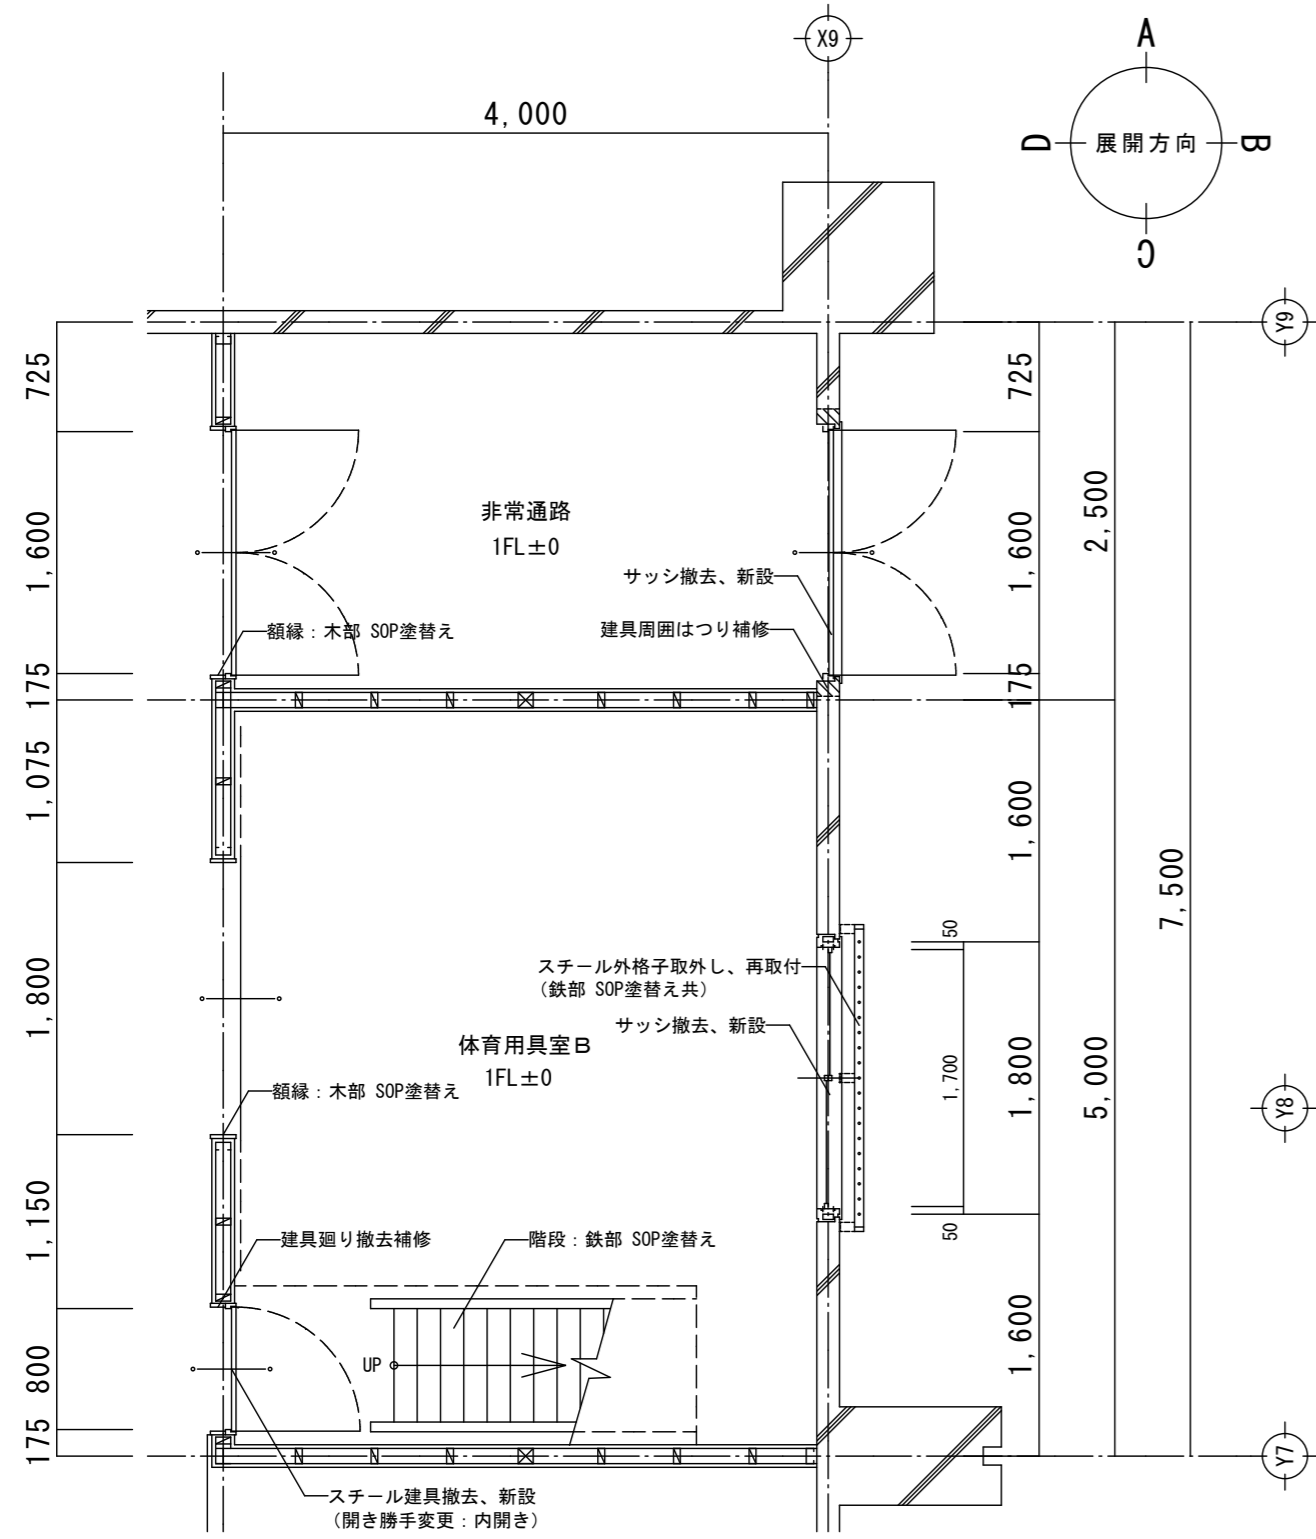 X9
A
4,000
D
展開方向
B
C
Y9
725
725
2,500
非常通路
1FL±0
1,600
1,600
サッシ撤去、新設
額縁：木部 SOP塗替え
建具周囲はつり補修
175
175
1,075
1,600
7,500
50
スチール外格子取外し、再取付
（鉄部 SOP塗替え共）
1,800
サッシ撤去、新設
体育用具室Ｂ
1FL±0
1,700
1,800
5,000
Y8
額縁：木部 SOP塗替え
1,150
建具廻り撤去補修
階段：鉄部 SOP塗替え
50
1,600
UP
800
175
Y7
スチール建具撤去、新設
（開き勝手変更：内開き）